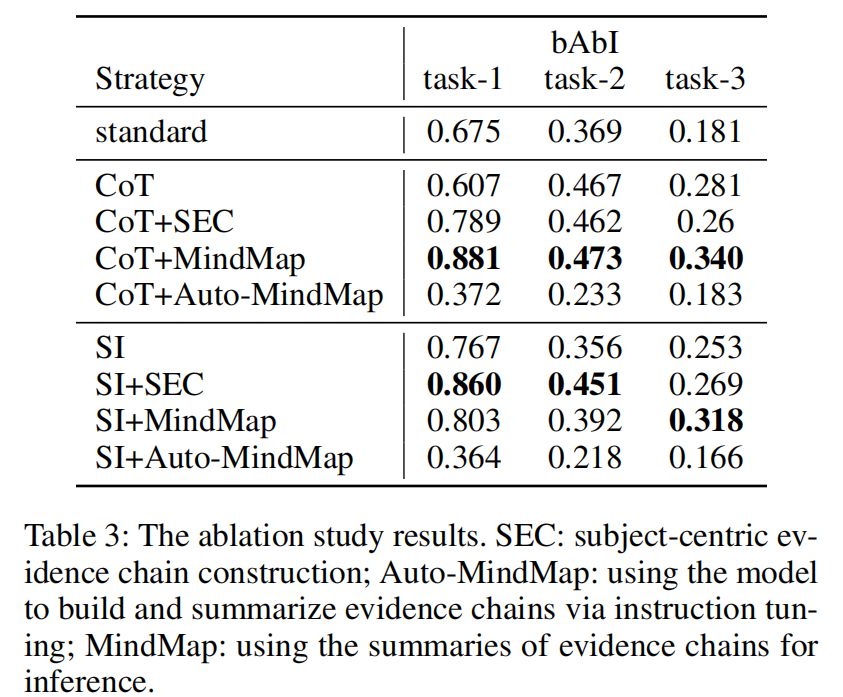 bAbI
Strategy task-1 task-2 task-3
standard 0.675 0.369 0.181
CoT 0.607 0.467 0.281
CoT+SEC 0.789 0.462 0.26
CoT+MindMap 0.881 0.473 0.340
CoT+Auto-MindMap 0.372 0.233 0.183
SI 0.767 0.356 0.253
SI+SEC 0.860 0.451 0.269
SI+MindMap 0.803 0.392 0.318
SI+Auto-MindMap 0.364 0.218 0.166
Table 3: The ablation study results. SEC: subject-centric ev-
idence chain construction; Auto-MindMap: using the model
to build and summarize evidence chains via instruction tun-
ing; MindMap: using the summaries of evidence chains for
inference.